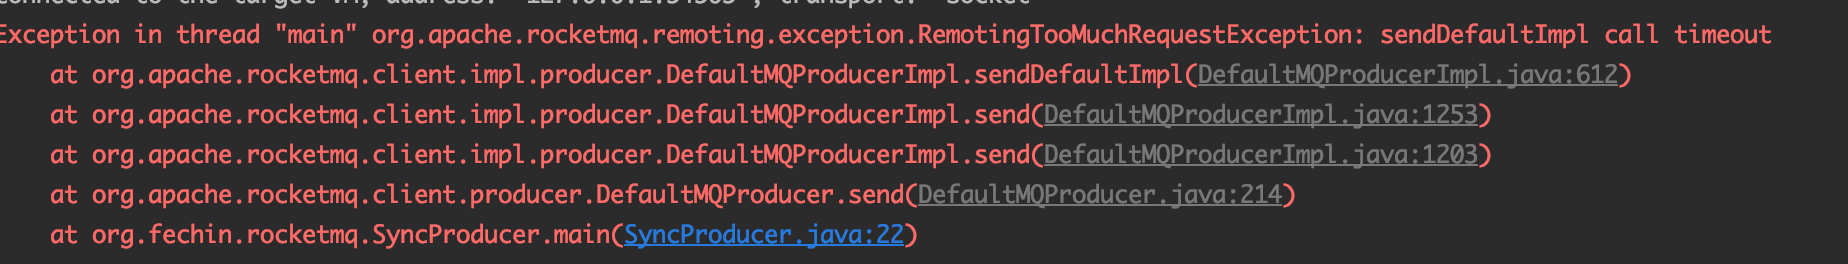 Exception in thread "main" org.apache.rocketmq.remoting.exception.RemotingTooMuchRequestException: sendDefaultImpl call timeout
at org.apache.rocketmq.client.impl.producer.DefaultMQProducerImpl.sendDefaultImpl(DefaultMQProducerImpl.java:612)
at org.apache.rocketmq.client.impl.producer.DefaultMQProducerImpl.send(DefaultMQProducerImpl.java:1253)
at org.apache.rocketmq.client.impl.producer.DefaultMQProducerImpl.send(DefaultMQProducerImpl.java:1203)
at org.apache.rocketmq.client.producer.DefaultMQProducer.send(DefaultMQProducer.java:214)
at org.fechin.rocketmq.SyncProducer.main(SyncProducer.java:22)